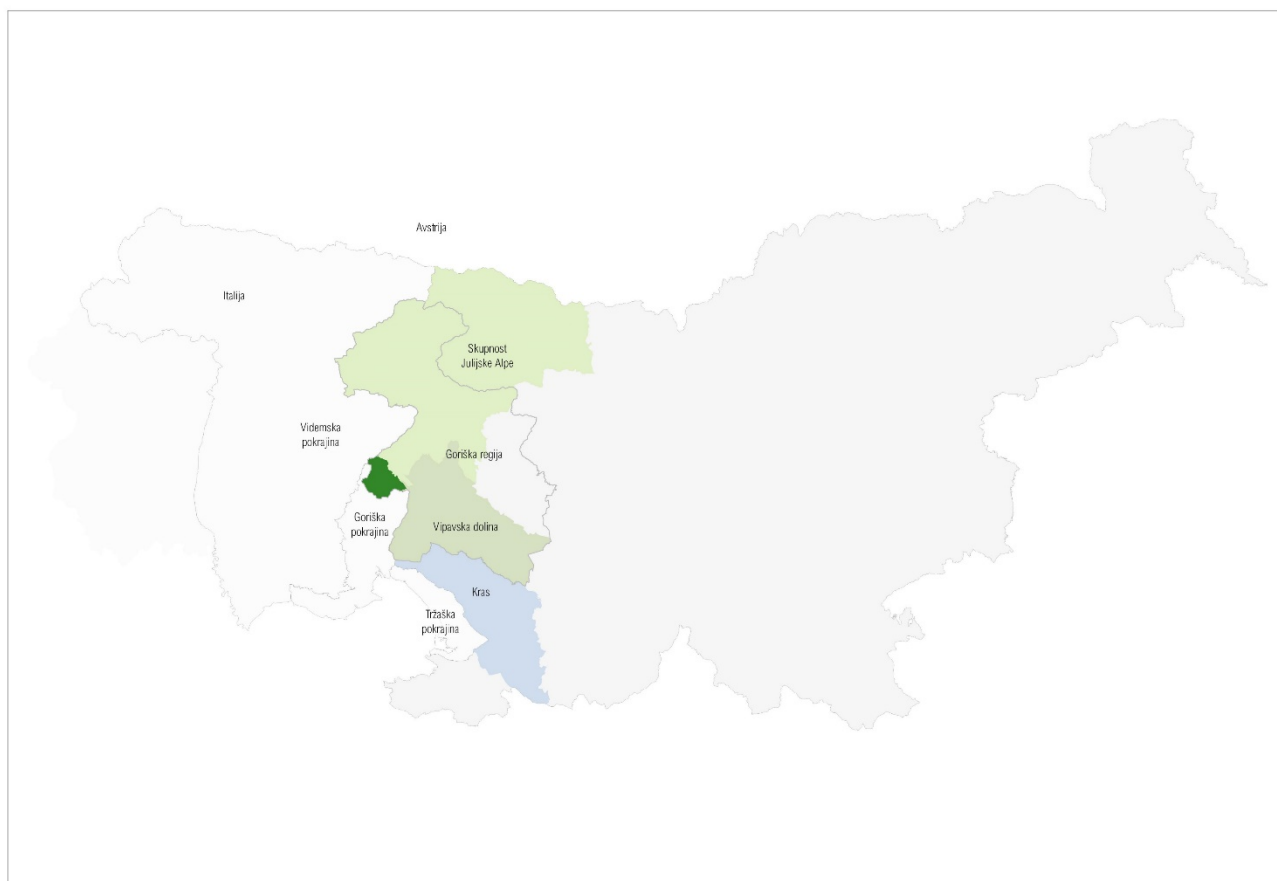 Avstrija
Italija
Skupnost
Julijske Alpe
Videmska
pokrajina
Goriška regija
Goriška
pokrajina
Vipavska dolina
Kras
Tržaška
pokrajina